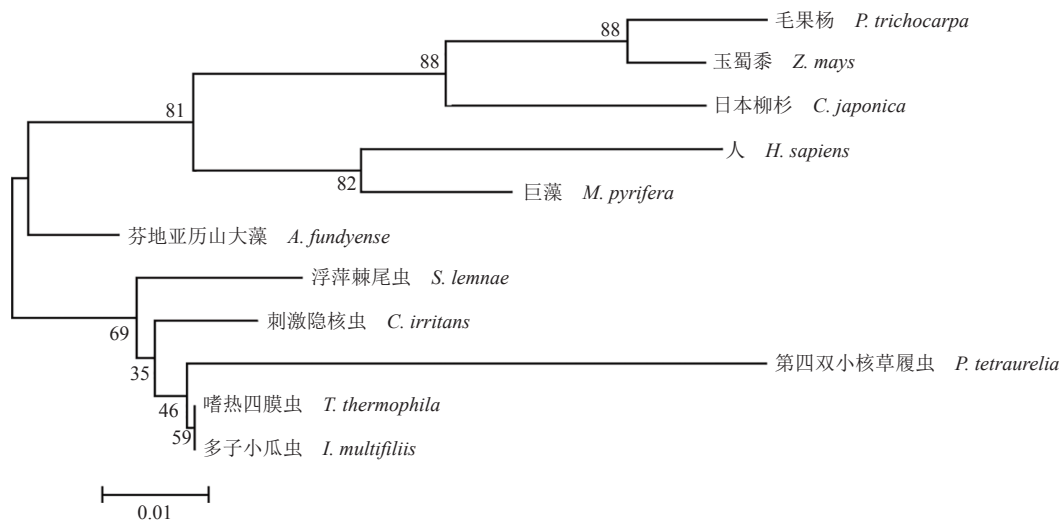 88 毛果杨 P. trichocarpa
88 玉蜀黍 Z. mays
81 日本柳杉 C. japonica
人 H. sapiens
82 巨藻 M. pyrifera
芬地亚历山大藻 A. fundyense
浮萍棘尾虫 S. lemnae
69 刺激隐核虫 C. irritans
35 第四双小核草履虫 P. tetraurelia
46 嗜热四膜虫 T. thermophila
59 多子小瓜虫 I. multifiliis
0.01